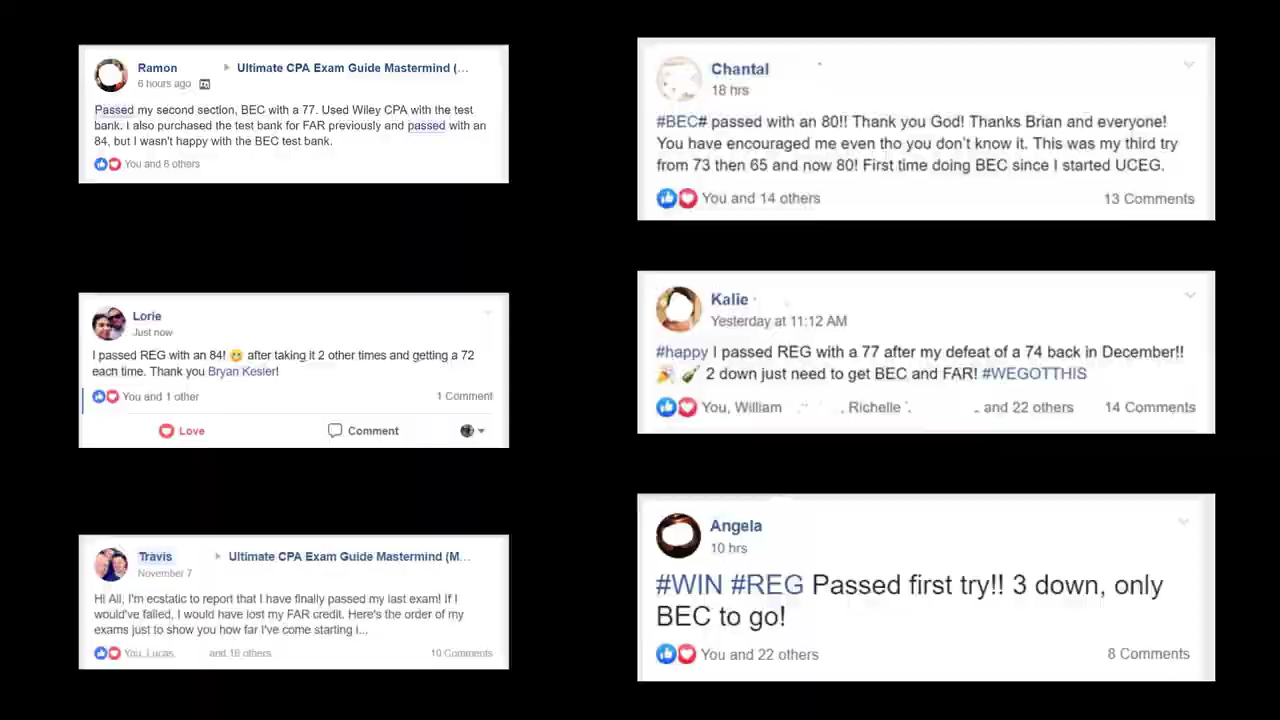 Ramon
Ultimate CPA Exam Guide Mastermind (...
6 hours ago
Passed my second section, BEC with a 77. Used Wiley CPA with the test
bank. I also purchased the test bank for FAR previously and passed with an
84, but I wasn't happy with the BEC test bank.
You and 6 others
Lorie
Just now
I passed REG with an 84! 😀 after taking it 2 other times and getting a 72
each time. Thank you Bryan Kesler!
You and 1 other
1 Comment
Love
Comment
Travis
Ultimate CPA Exam Guide Mastermind (M...
November 7
Hi All, I'm ecstatic to report that I have finally passed my last exam! If I
would've failed, I would have lost my FAR credit. Here's the order of my
exams just to show you how far I've come starting i...
You, Lucas
and 18 others
10 Comments
Chantal
18 hrs
#BEC# passed with an 80!! Thank you God! Thanks Brian and everyone!
You have encouraged me even tho you don't know it. This was my third try
from 73 then 65 and now 80! First time doing BEC since I started UCEG.
You and 14 others
13 Comments
Kalie
Yesterday at 11:12 AM
#happy I passed REG with a 77 after my defeat of a 74 back in December!!
🎉 🍾 2 down just need to get BEC and FAR! #WEGOTTHIS
You, William , Richelle and 22 others
14 Comments
Angela
10 hrs
#WIN #REG Passed first try!! 3 down, only
BEC to go!
You and 22 others
8 Comments